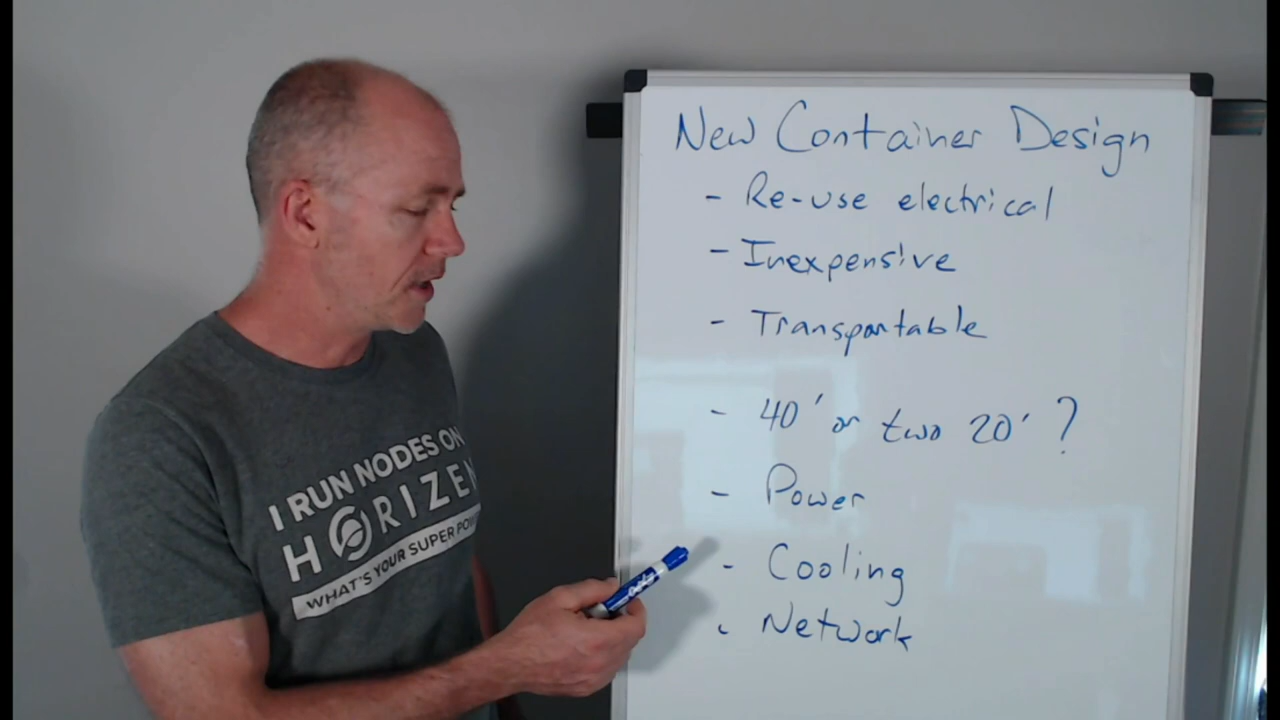 New Container Design
- Re-use electrical
- Inexpensive
- Transportable
- 40' or two 20' ?
- Power
- Cooling
- Network
I RUN NODES ON
HORIZEN
WHAT'S YOUR SUPER